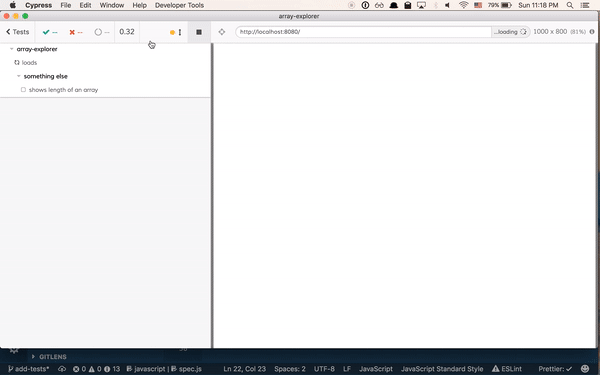 Cypress File Edit Window Help Developer Tools 79% Sun 11:18 PM
array-explorer
Tests -- -- -- 0.32 http://localhost:8080/ ...loading 1000 x 800 (81%)
array-explorer
loads
something else
shows length of an array
GITLENS
add-tests* 0 0 13 javascript | spec.js Ln 22, Col 23 Spaces: 2 UTF-8 LF JavaScript JavaScript Standard Style ESLint Prettier: ✓